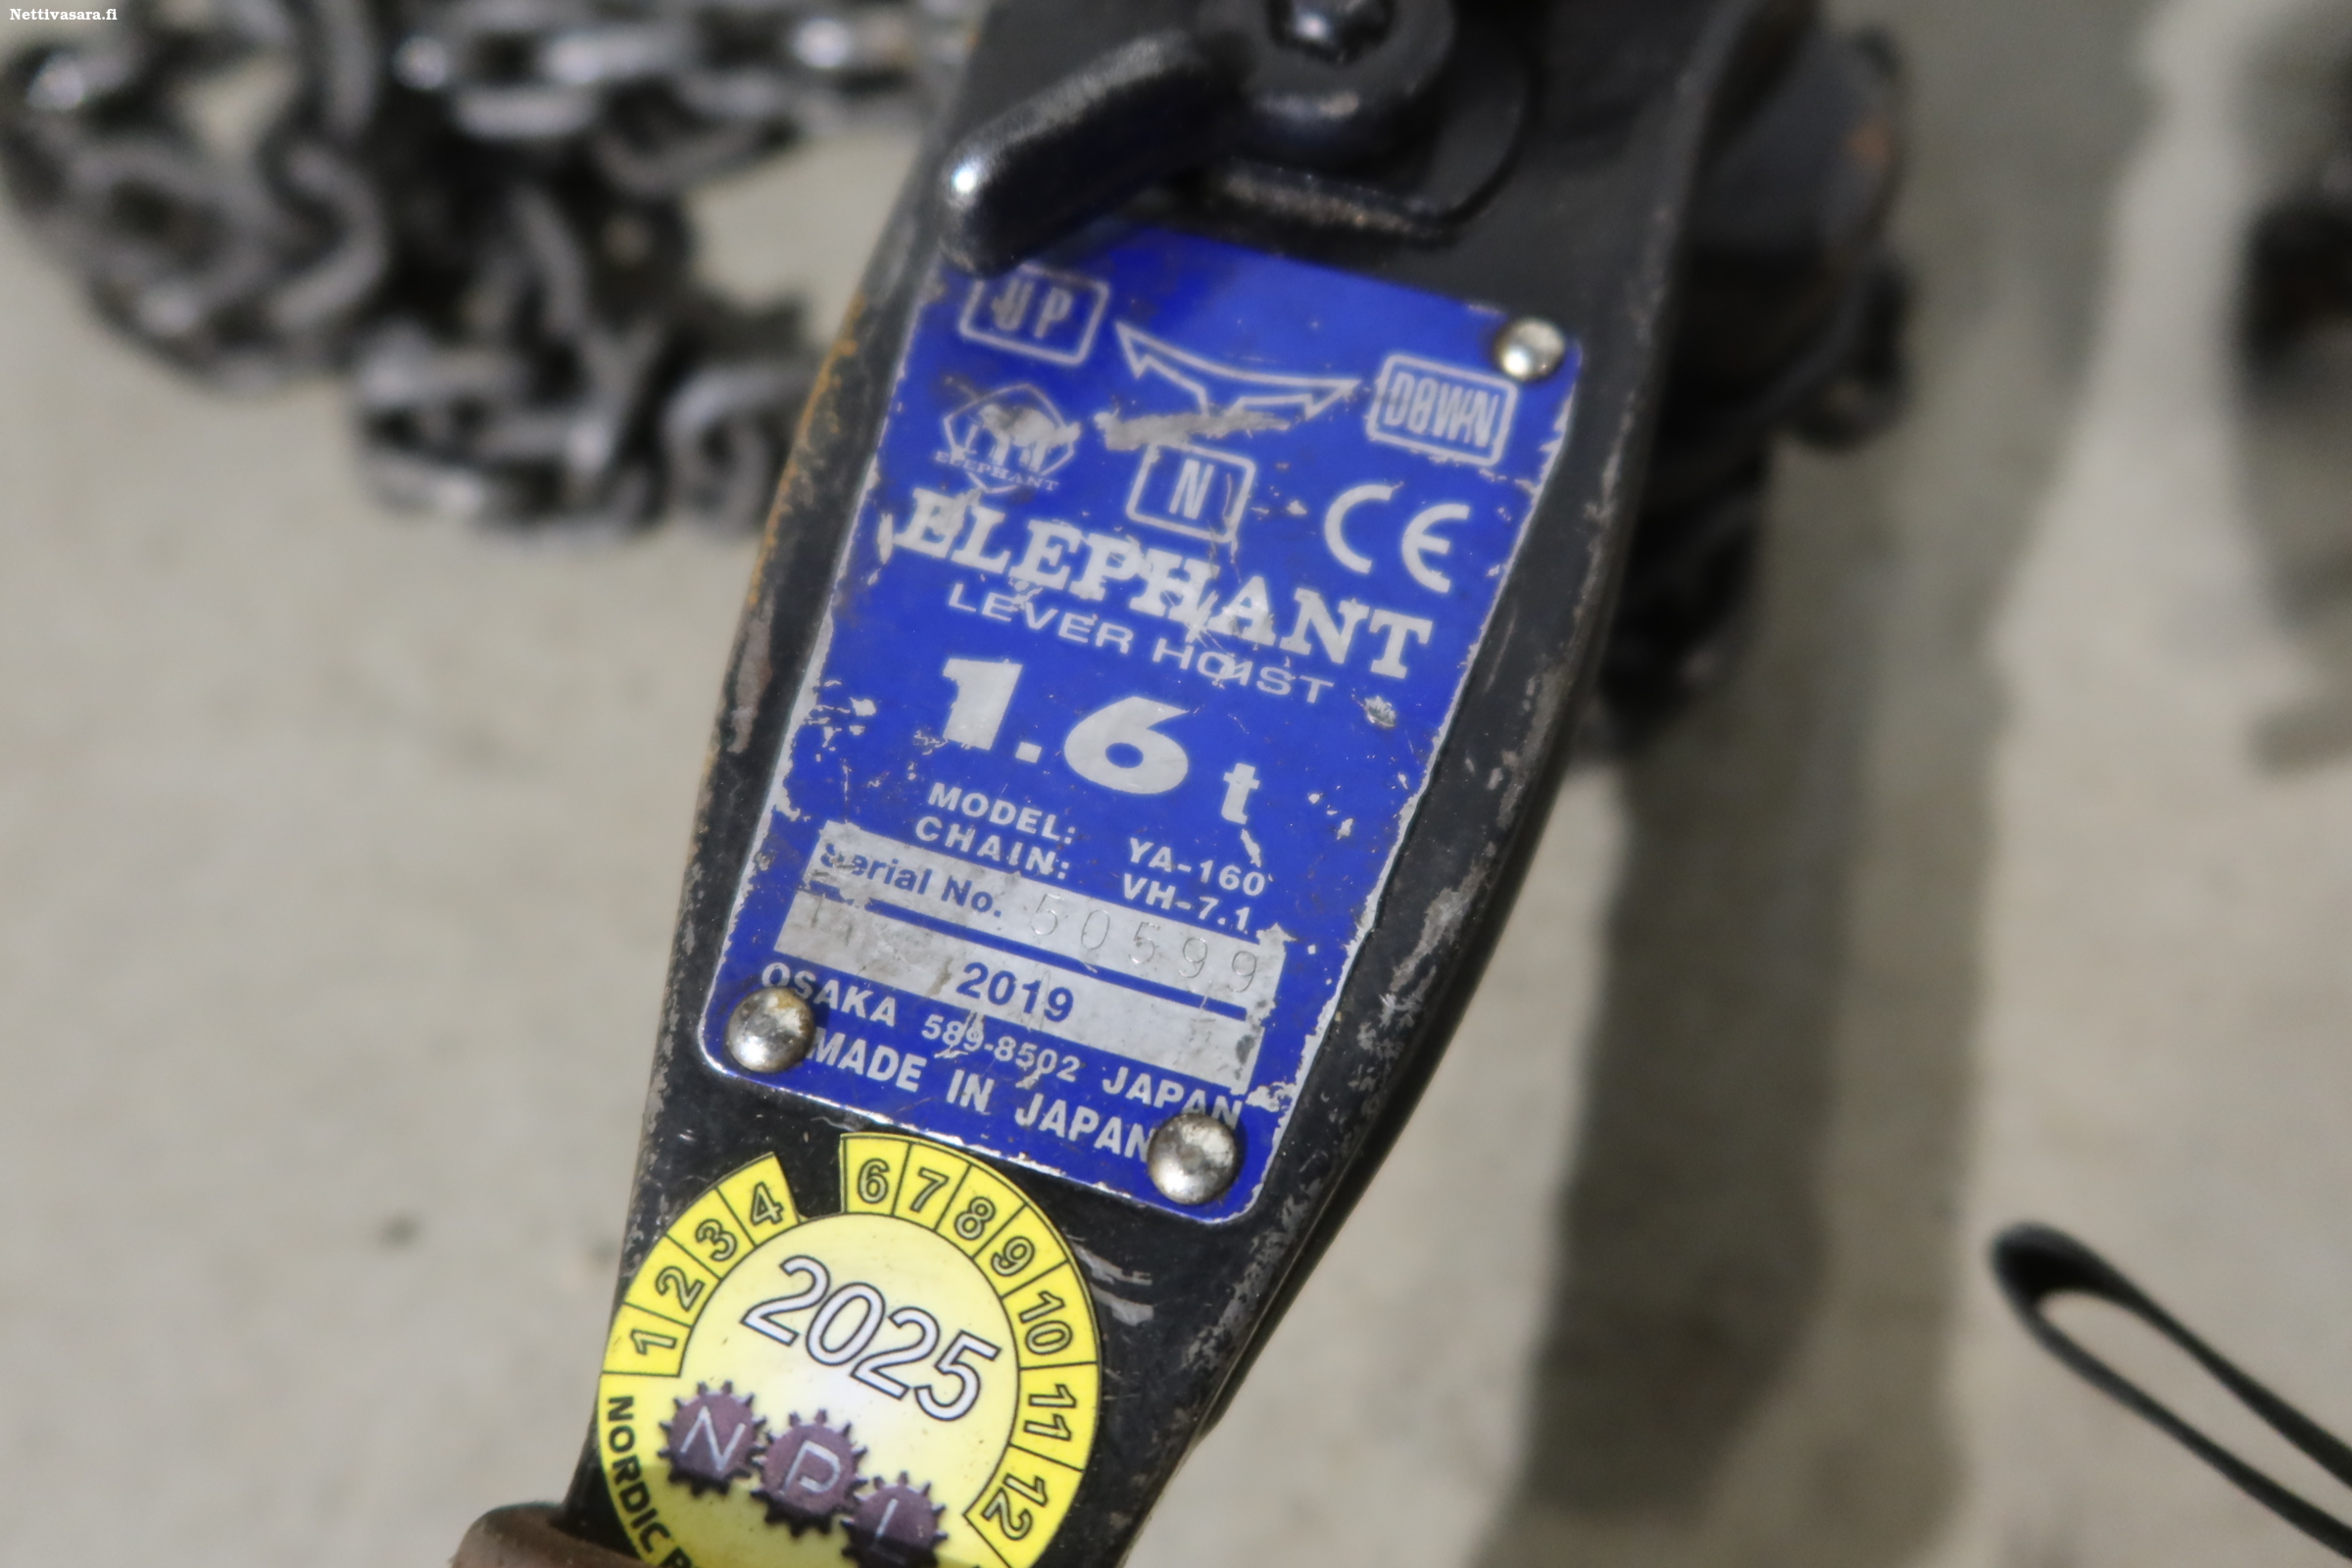 Nettivasara.fi
UP
DOWN
N
ELEPHANT
CE
ELEPHANT
LEVER HOIST
1.6 t
MODEL: YA-160
CHAIN: VH-7.1
Serial No. 50599
2019
OSAKA 589-8502 JAPAN
MADE IN JAPAN
1 2 3 4 6 7 8 9 10 11 12
2025
NPL
NORDIC